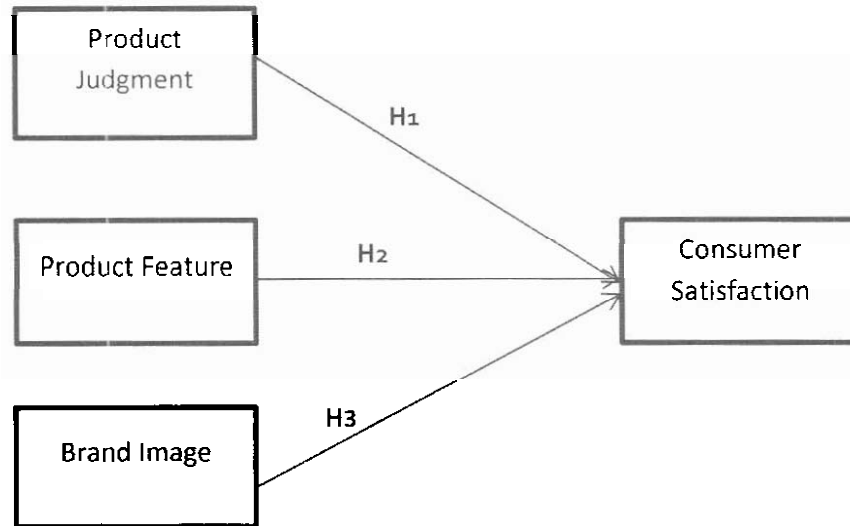 Product
Judgment
H1
Product Feature
H2
Consumer
Satisfaction
H3
Brand Image